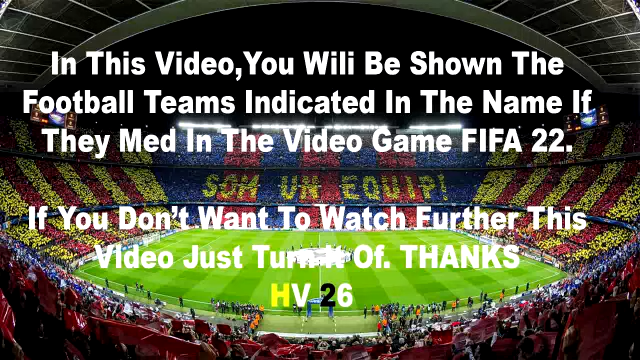 In This Video,You Wili Be Shown The
Football Teams Indicated In The Name If
They Med In The Video Game FIFA 22.
SOM UN EQUIP!
If You Don’t Want To Watch Further This
Video Just Turn It Of. THANKS
HV 26